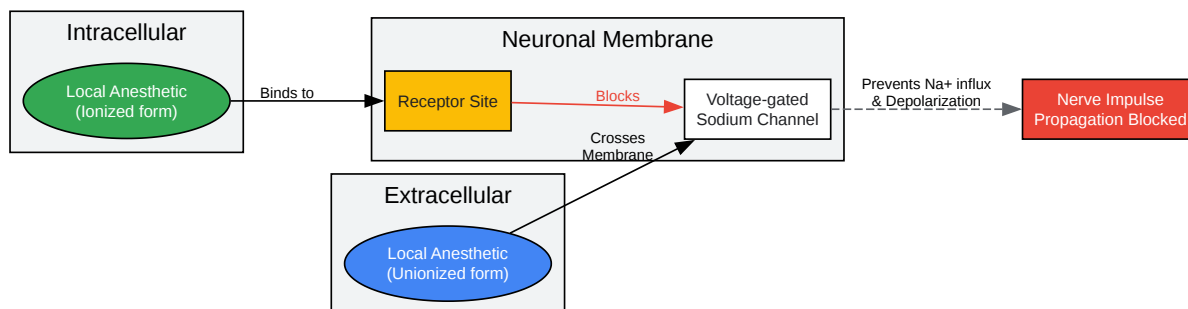 Intracellular
Local Anesthetic
(Ionized form)
Binds to
Neuronal Membrane
Receptor Site
Blocks
Voltage-gated
Sodium Channel
Prevents Na+ influx
& Depolarization
Nerve Impulse
Propagation Blocked
Crosses
Membrane
Extracellular
Local Anesthetic
(Unionized form)